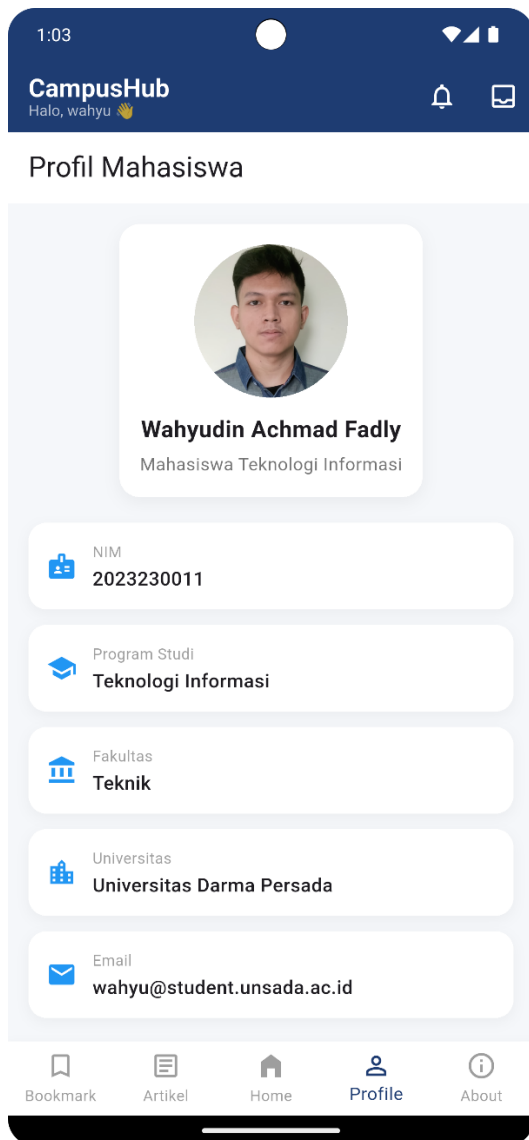 1:03
CampusHub
Halo, wahyu 👋
Profil Mahasiswa
Wahyudin Achmad Fadly
Mahasiswa Teknologi Informasi
NIM
2023230011
Program Studi
Teknologi Informasi
Fakultas
Teknik
Universitas
Universitas Darma Persada
Email
wahyu@student.unsada.ac.id
Bookmark Artikel Home Profile About